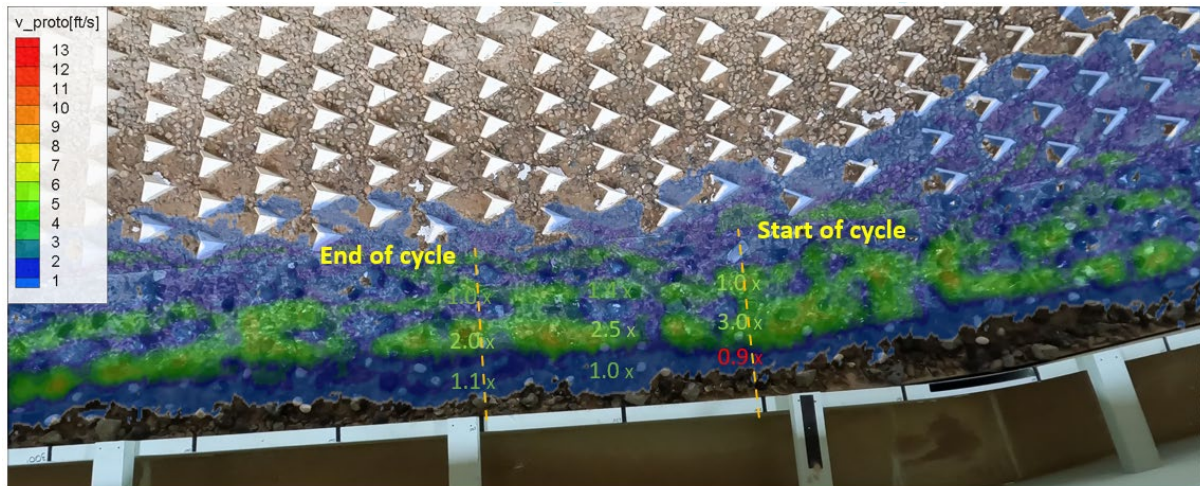 v_proto[ft/s]
13
12
11
10
9
8
7
6
5
4
3
2
1
Start of cycle
End of cycle
1.0 x
1.0 x
2.0 x
2.5 x
3.0 x
1.1 x
1.0 x
0.9 x